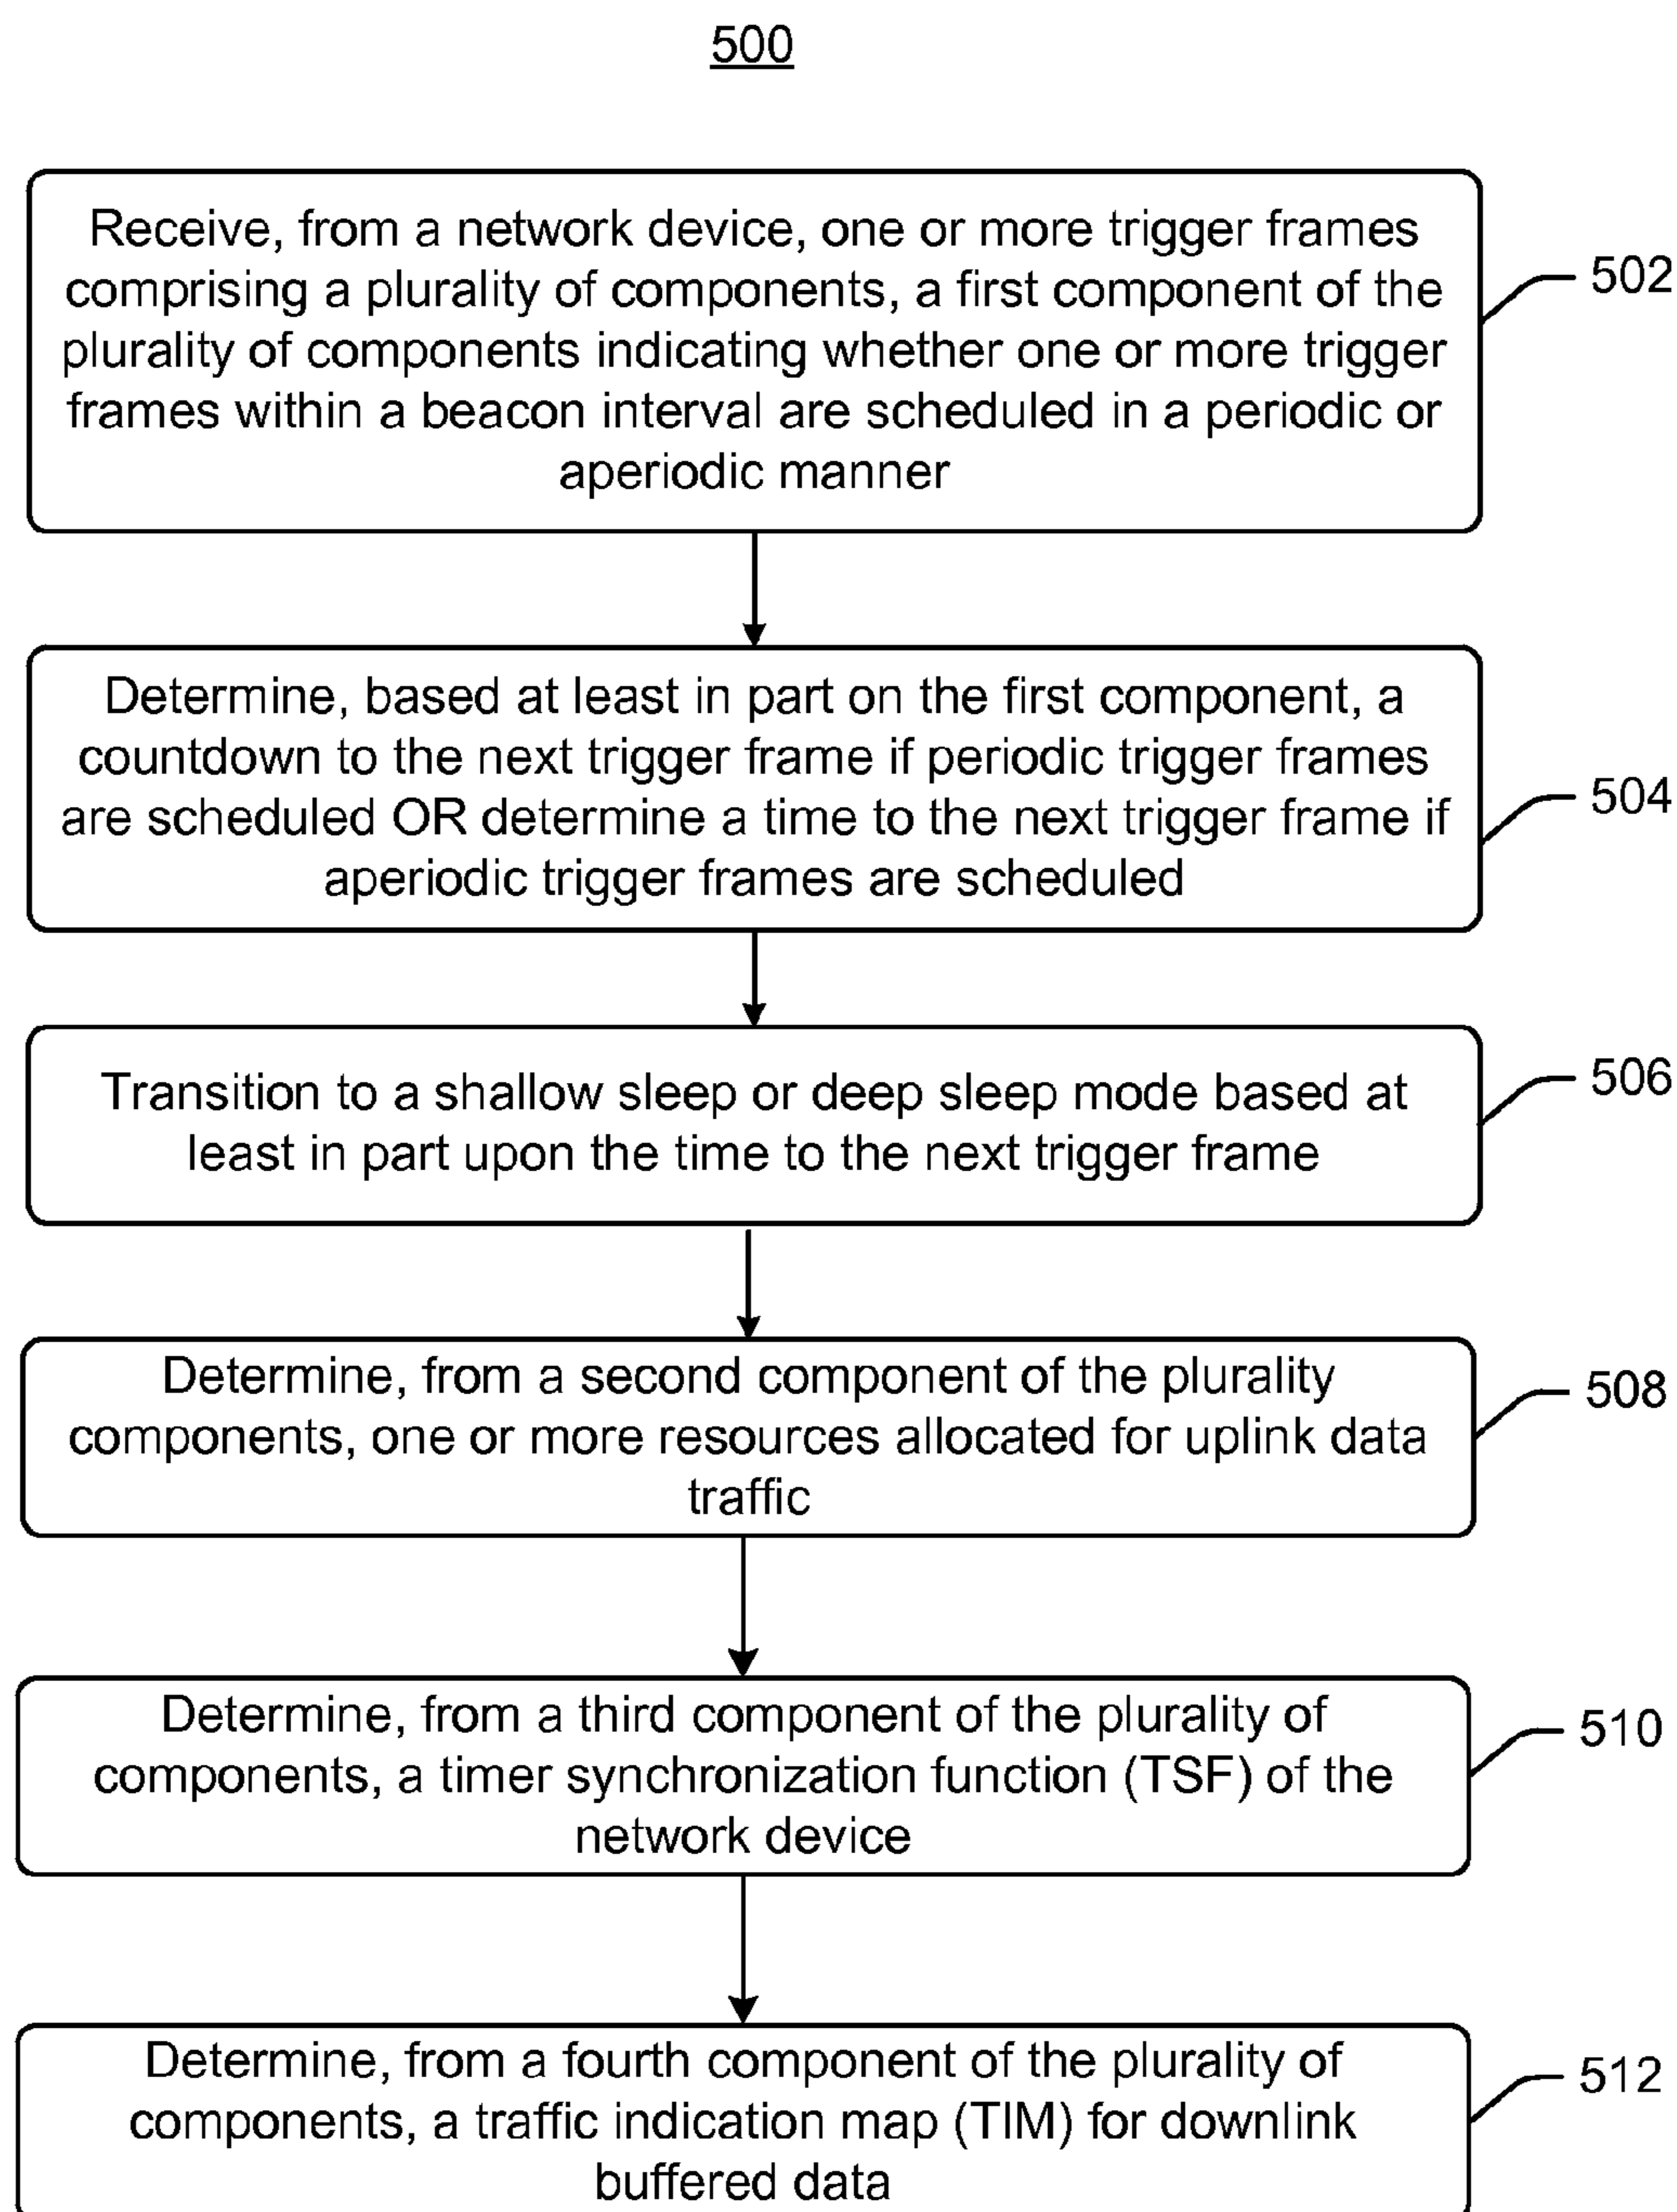 500
Receive, from a network device, one or more trigger frames
comprising a plurality of components, a first component of the
plurality of components indicating whether one or more trigger
frames within a beacon interval are scheduled in a periodic or
aperiodic manner
502
Determine, based at least in part on the first component, a
countdown to the next trigger frame if periodic trigger frames
are scheduled OR determine a time to the next trigger frame if
aperiodic trigger frames are scheduled
504
Transition to a shallow sleep or deep sleep mode based at
least in part upon the time to the next trigger frame
506
Determine, from a second component of the plurality
components, one or more resources allocated for uplink data
traffic
508
Determine, from a third component of the plurality of
components, a timer synchronization function (TSF) of the
network device
510
Determine, from a fourth component of the plurality of
components, a traffic indication map (TIM) for downlink
buffered data
512